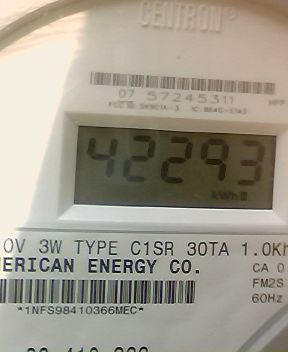 CENTRON®
07 57245311
42293
kWh
0V 3W TYPE C1SR 30TA 1.0Kh
MERICAN ENERGY CO.
CA 0
FM2S
60Hz
*1NFS98410366MEC*